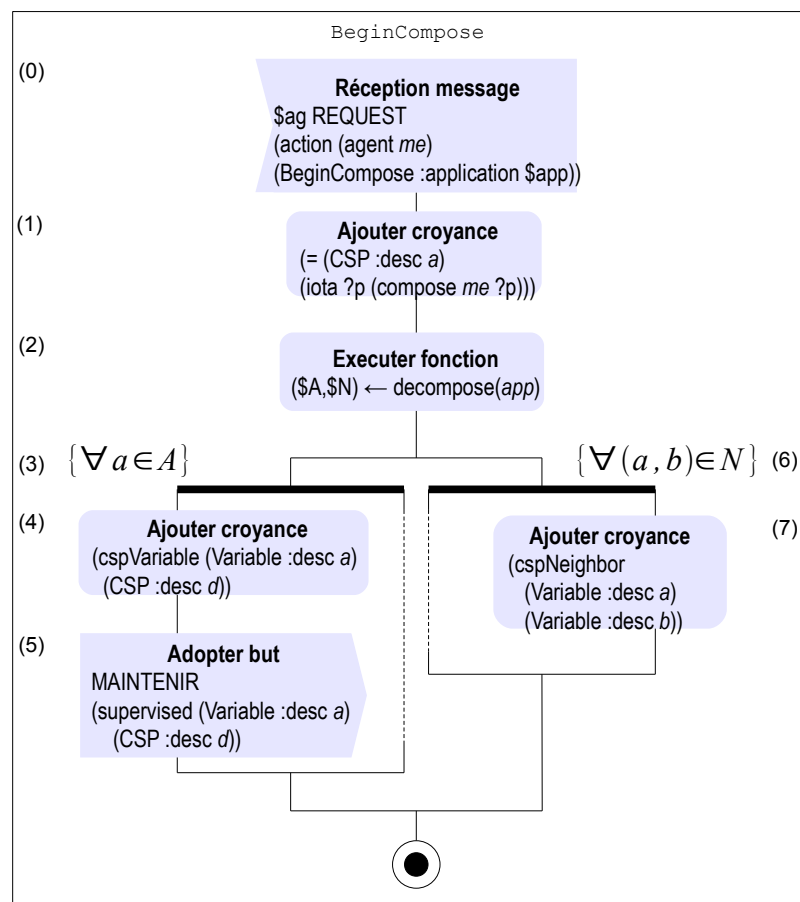 BeginCompose
(0)
Réception message
$ag REQUEST
(action (agent me)
(BeginCompose :application $app))
(1)
Ajouter croyance
(= (CSP :desc a)
(iota ?p (compose me ?p)))
(2)
Executer fonction
($A,$N) ← decompose(app)
(3)
{∀ a ∈ A}
{∀ (a , b) ∈ N}
(6)
(4)
Ajouter croyance
(cspVariable (Variable :desc a)
(CSP :desc d))
(7)
Ajouter croyance
(cspNeighbor
(Variable :desc a)
(Variable :desc b))
(5)
Adopter but
MAINTENIR
(supervised (Variable :desc a)
(CSP :desc d))